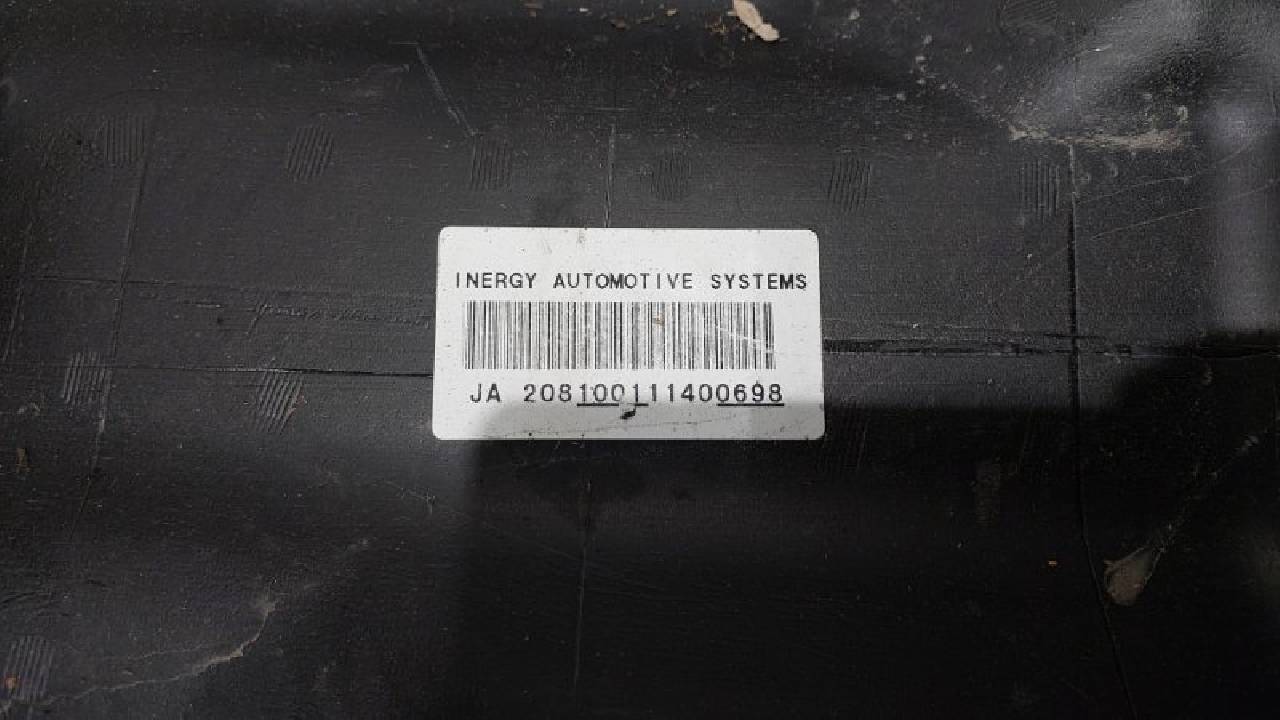 INERGY AUTOMOTIVE SYSTEMS
JA 208100111400698